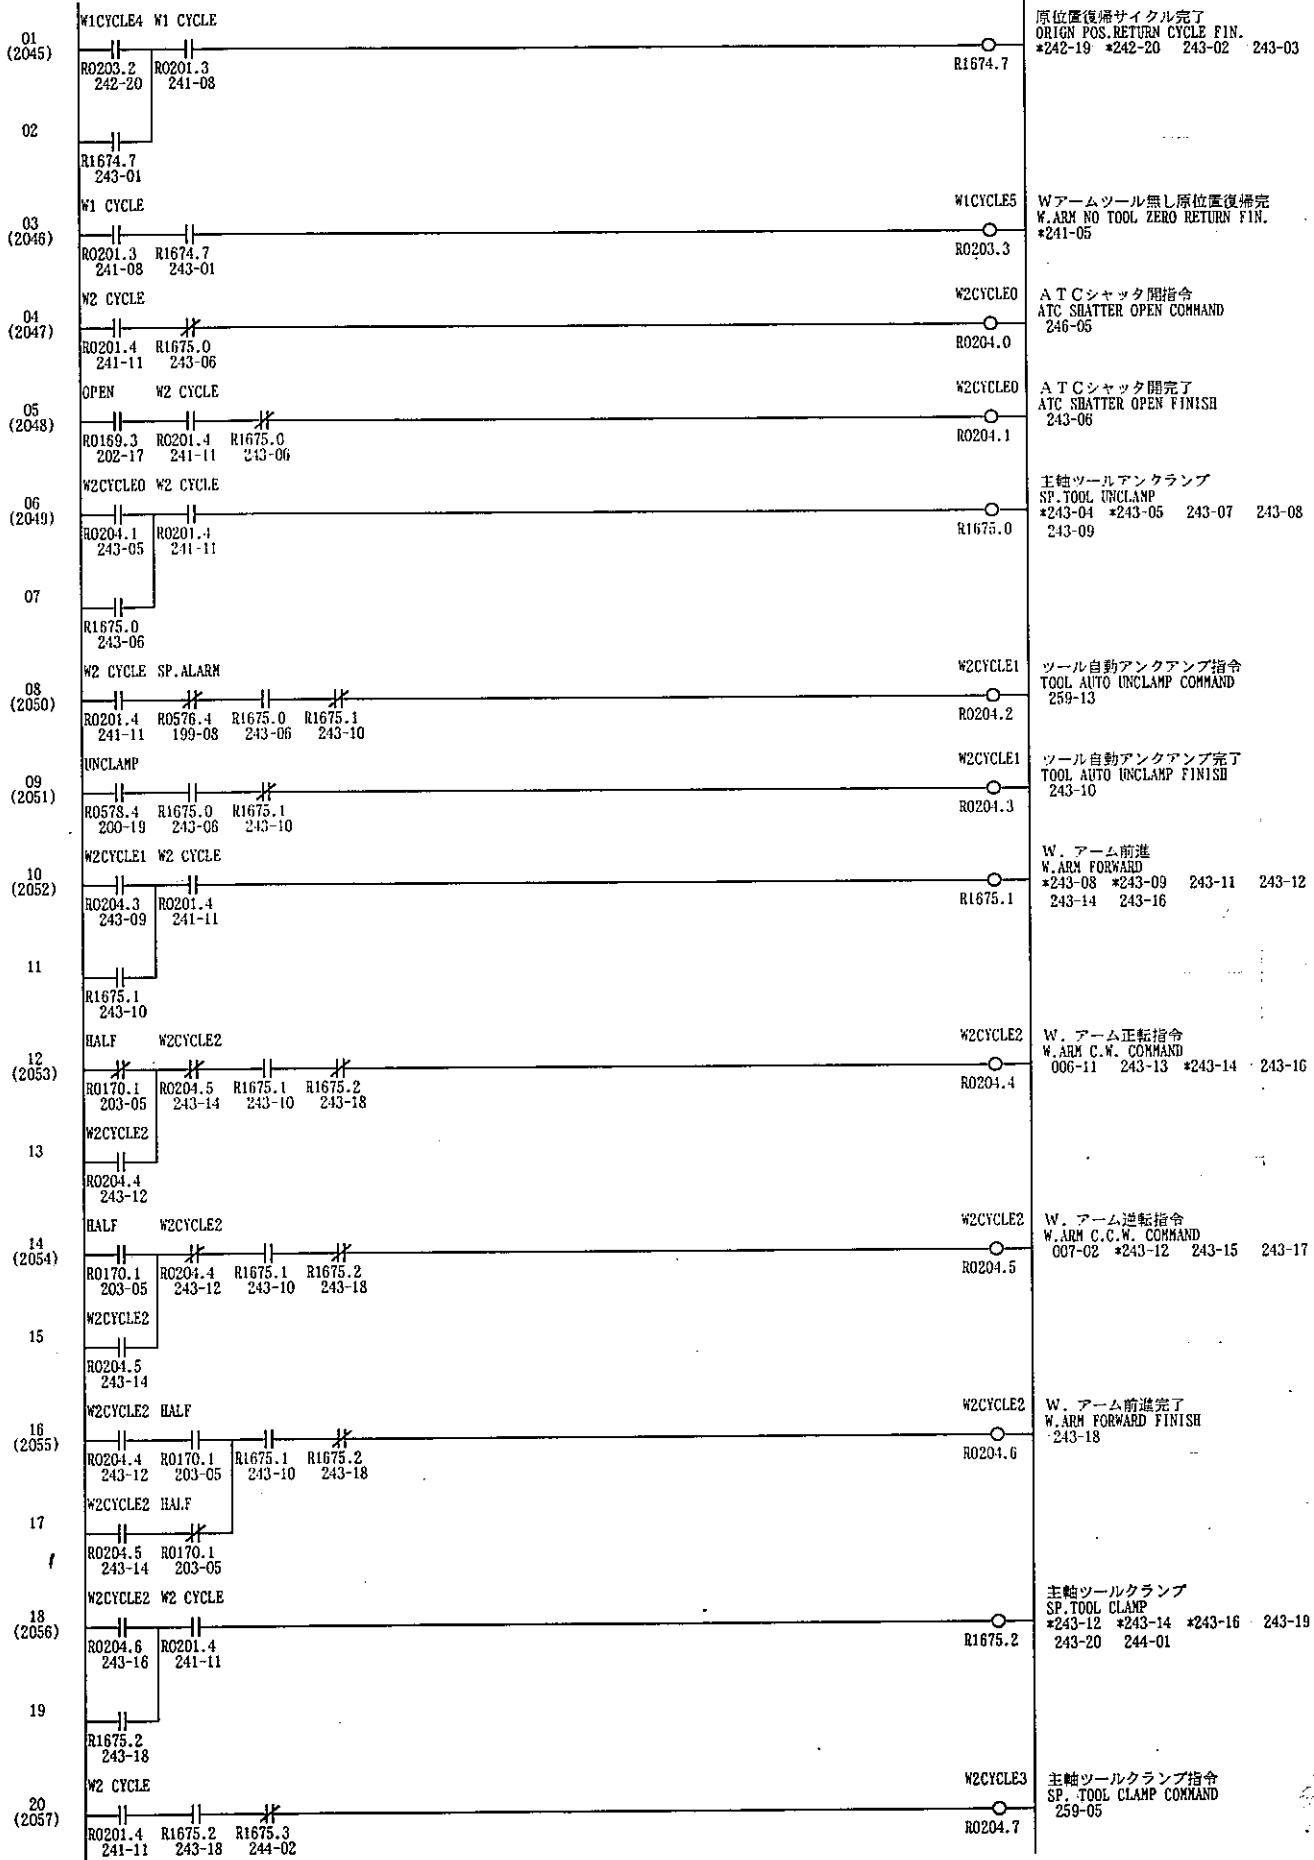 W1CYCLE4 W1 CYCLE
01
(2045)
R0203.2 R0201.3
242-20 241-08
R1674.7
原位置復帰サイクル完了
ORIGN POS.RETURN CYCLE FIN.
*242-19 *242-20 243-02 243-03
02
R1674.7
243-01
W1 CYCLE
03
(2046)
R0201.3 R1674.7
241-08 243-01
W1CYCLE5
R0203.3
Wアームツール無し原位置復帰完
W.ARM NO TOOL ZERO RETURN FIN.
*241-05
W2 CYCLE
04
(2047)
R0201.4 R1675.0
241-11 243-06
W2CYCLE0
R0204.0
ATCシャッタ開指令
ATC SHATTER OPEN COMMAND
246-05
OPEN W2 CYCLE
05
(2048)
R0169.3 R0201.4 R1675.0
202-17 241-11 243-06
W2CYCLE0
R0204.1
ATCシャッタ開完了
ATC SHATTER OPEN FINISH
243-06
W2CYCLE0 W2 CYCLE
06
(2049)
R0204.1 R0201.4
243-05 241-11
R1675.0
主軸ツールアンクランプ
SP.TOOL UNCLAMP
*243-04 *243-05 243-07 243-08
243-09
07
R1675.0
243-06
W2 CYCLE SP.ALARM
08
(2050)
R0201.4 R0576.4 R1675.0 R1675.1
241-11 199-08 243-06 243-10
W2CYCLE1
R0204.2
ツール自動アンクアンプ指令
TOOL AUTO UNCLAMP COMMAND
259-13
UNCLAMP
09
(2051)
R0578.4 R1675.0 R1675.1
200-19 243-06 243-10
W2CYCLE1
R0204.3
ツール自動アンクアンプ完了
TOOL AUTO UNCLAMP FINISH
243-10
W2CYCLE1 W2 CYCLE
10
(2052)
R0204.3 R0201.4
243-09 241-11
R1675.1
W．アーム前進
W.ARM FORWARD
*243-08 *243-09 243-11 243-12
243-14 243-16
11
R1675.1
243-10
HALF W2CYCLE2
12
(2053)
R0170.1 R0204.5 R1675.1 R1675.2
203-05 243-14 243-10 243-18
W2CYCLE2
R0204.4
W．アーム正転指令
W.ARM C.W. COMMAND
006-11 243-13 *243-14 243-16
W2CYCLE2
13
R0204.4
243-12
HALF W2CYCLE2
14
(2054)
R0170.1 R0204.4 R1675.1 R1675.2
203-05 243-12 243-10 243-18
W2CYCLE2
R0204.5
W．アーム逆転指令
W.ARM C.C.W. COMMAND
007-02 *243-12 243-15 243-17
W2CYCLE2
15
R0204.5
243-14
W2CYCLE2 HALF
16
(2055)
R0204.4 R0170.1 R1675.1 R1675.2
243-12 203-05 243-10 243-18
W2CYCLE2
R0204.6
W．アーム前進完了
W.ARM FORWARD FINISH
243-18
W2CYCLE2 HALF
17
R0204.5 R0170.1
243-14 203-05
W2CYCLE2 W2 CYCLE
18
(2056)
R0204.6 R0201.4
243-16 241-11
R1675.2
主軸ツールクランプ
SP.TOOL CLAMP
*243-12 *243-14 *243-16 243-19
243-20 244-01
19
R1675.2
243-18
W2 CYCLE
20
(2057)
R0201.4 R1675.2 R1675.3
241-11 243-18 244-02
W2CYCLE3
R0204.7
主軸ツールクランプ指令
SP. TOOL CLAMP COMMAND
259-05